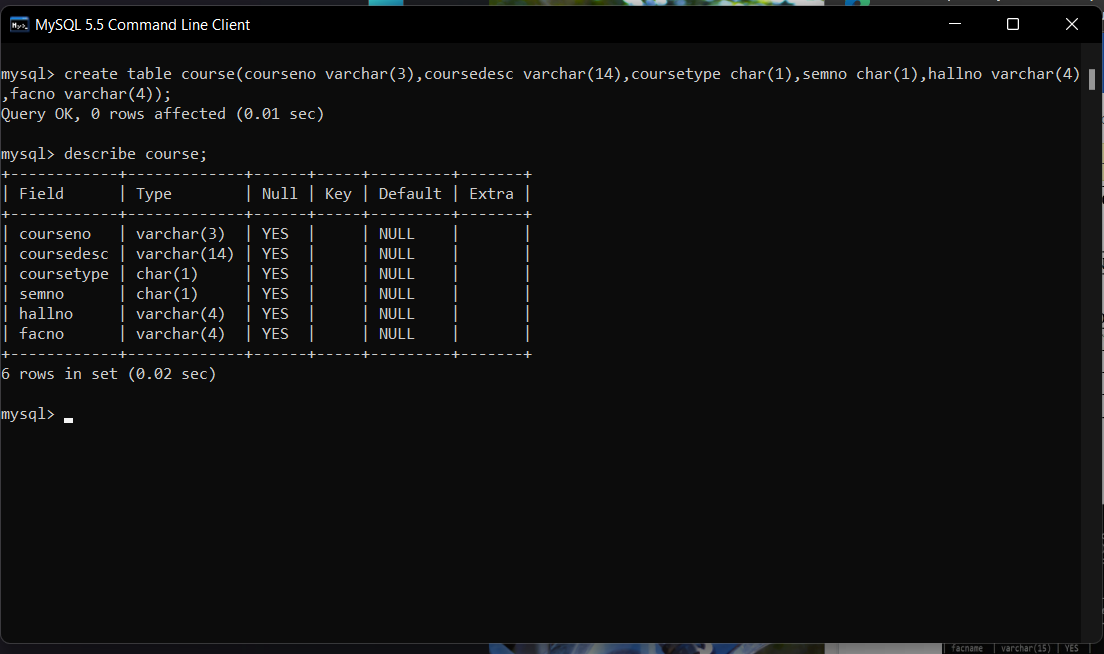 MySQL 5.5 Command Line Client
mysql> create table course(courseno varchar(3),coursedesc varchar(14),coursetype char(1),semno char(1),hallno varchar(4)
,facno varchar(4));
Query OK, 0 rows affected (0.01 sec)
mysql> describe course;
+------------+-------------+------+-----+---------+-------+
| Field      | Type        | Null | Key | Default | Extra |
+------------+-------------+------+-----+---------+-------+
| courseno   | varchar(3)  | YES  |     | NULL    |       |
| coursedesc | varchar(14) | YES  |     | NULL    |       |
| coursetype | char(1)     | YES  |     | NULL    |       |
| semno      | char(1)     | YES  |     | NULL    |       |
| hallno     | varchar(4)  | YES  |     | NULL    |       |
| facno      | varchar(4)  | YES  |     | NULL    |       |
+------------+-------------+------+-----+---------+-------+
6 rows in set (0.02 sec)
mysql>
| facname | varchar(15) | YES |